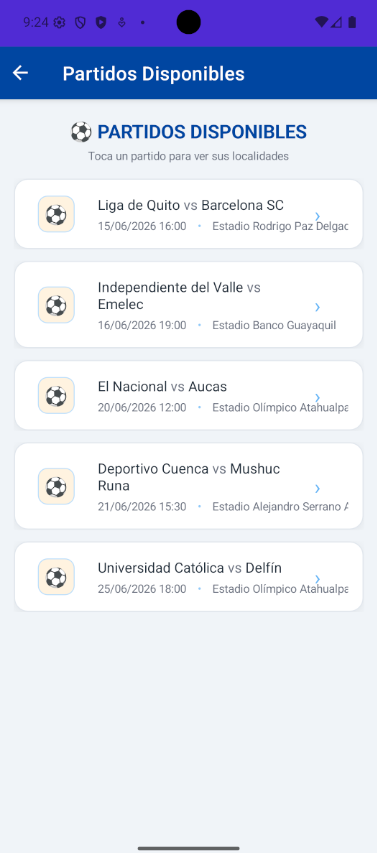 9:24
Partidos Disponibles
⚽ PARTIDOS DISPONIBLES
Toca un partido para ver sus localidades
Liga de Quito vs Barcelona SC
15/06/2026 16:00 • Estadio Rodrigo Paz Delgac
Independiente del Valle vs
Emelec
16/06/2026 19:00 • Estadio Banco Guayaquil
El Nacional vs Aucas
20/06/2026 12:00 • Estadio Olímpico Atahualpa
Deportivo Cuenca vs Mushuc
Runa
21/06/2026 15:30 • Estadio Alejandro Serrano A
Universidad Católica vs Delfín
25/06/2026 18:00 • Estadio Olímpico Atahualpa